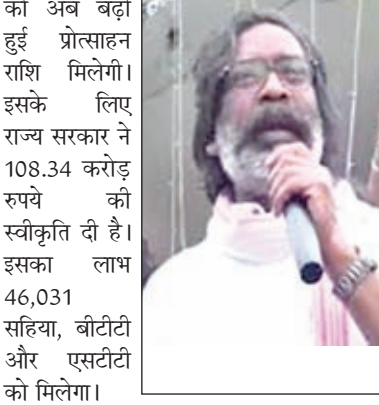 को अब बढ़ी
हुई प्रोत्साहन
राशि मिलेगी।
इसके लिए
राज्य सरकार ने
108.34 करोड़
रुपये की
स्वीकृति दी है।
इसका लाभ
46,031
सहिया, बीटीटी
और एसटीटी
को मिलेगा।